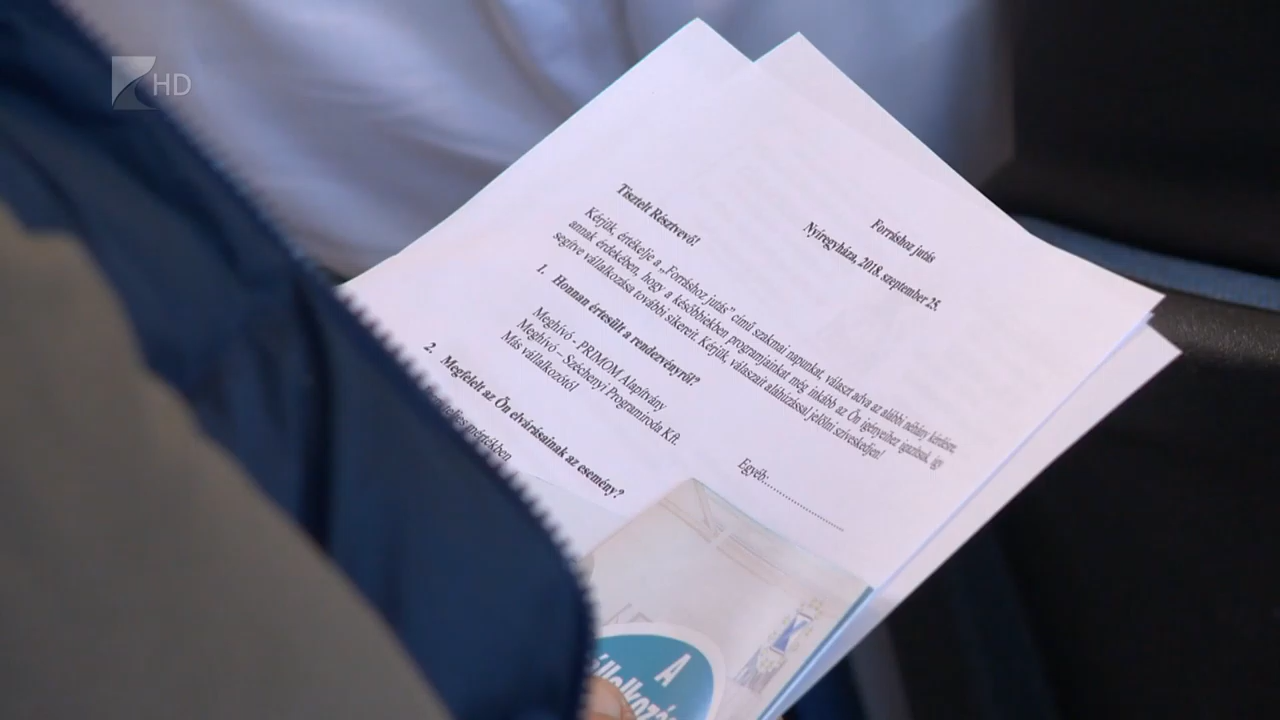 HD
Forráshoz jutás
Nyíregyháza, 2018. szeptember 25.
Tisztelt Résztvevő!
Kérjük, értékelje a „Forráshoz jutás" című szakmai napunkat, választ adva az alábbi néhány kérdésre,
annak érdekében, hogy a későbbiekben programjainkat még inkább az Ön igényeihez igazítsuk, így
segítve vállalkozása további sikereit. Kérjük, válaszait aláhúzással jelölni szíveskedjen!
1. Honnan értesült a rendezvényről?
Meghívó - PRIMOM Alapítvány
Meghívó – Széchenyi Programiroda Kft.
Más vállalkozótól
Egyéb:....................
2. Megfelelt az Ön elvárásainak az esemény?
teljes mértékben
A